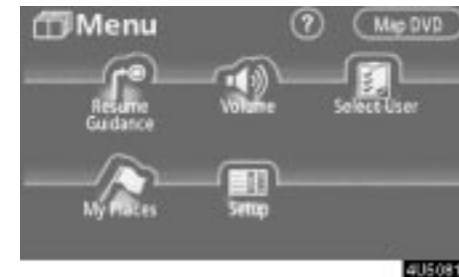 Menu
?
Map DVD
Resume
Guidance
Volume
Select User
My Places
Setup
4U5081